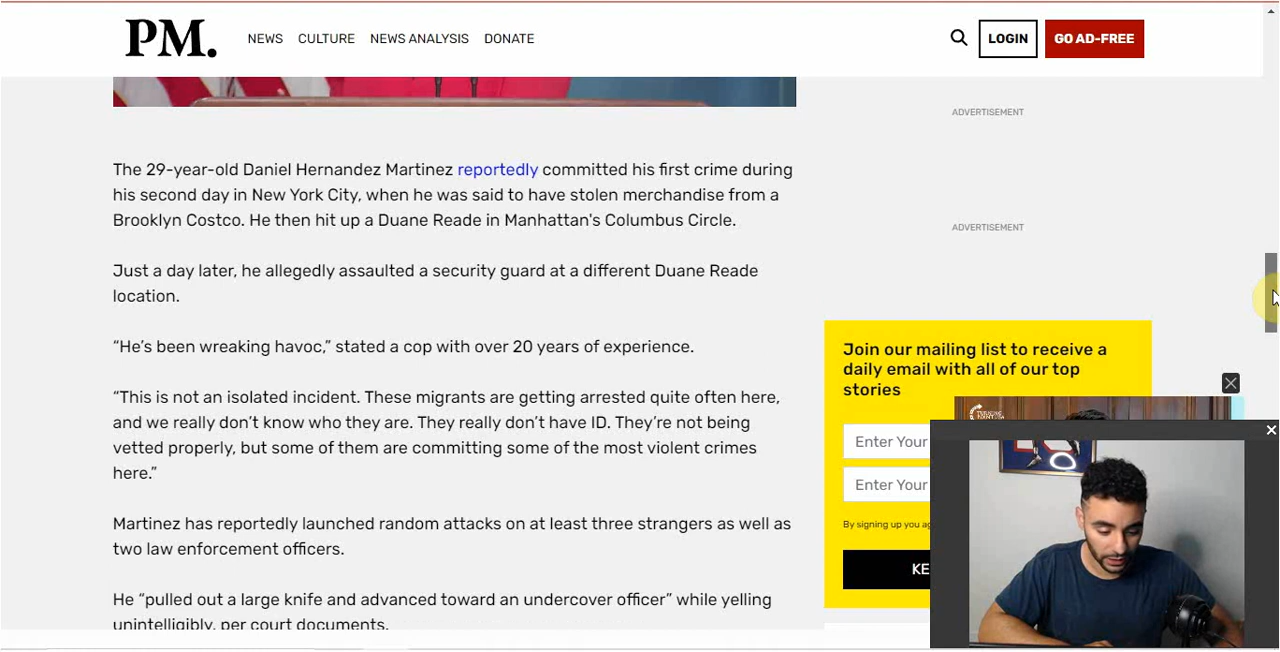 PM.
NEWS CULTURE NEWS ANALYSIS DONATE
LOGIN
GO AD-FREE
ADVERTISEMENT
The 29-year-old Daniel Hernandez Martinez reportedly committed his first crime during
his second day in New York City, when he was said to have stolen merchandise from a
Brooklyn Costco. He then hit up a Duane Reade in Manhattan's Columbus Circle.
ADVERTISEMENT
Just a day later, he allegedly assaulted a security guard at a different Duane Reade
location.
“He’s been wreaking havoc,” stated a cop with over 20 years of experience.
“This is not an isolated incident. These migrants are getting arrested quite often here,
and we really don’t know who they are. They really don’t have ID. They’re not being
vetted properly, but some of them are committing some of the most violent crimes
here.”
Martinez has reportedly launched random attacks on at least three strangers as well as
two law enforcement officers.
He “pulled out a large knife and advanced toward an undercover officer” while yelling
unintelligibly, per court documents.
Join our mailing list to receive a
daily email with all of our top
stories
Enter Your
Enter Your
By signing up you ag
KE